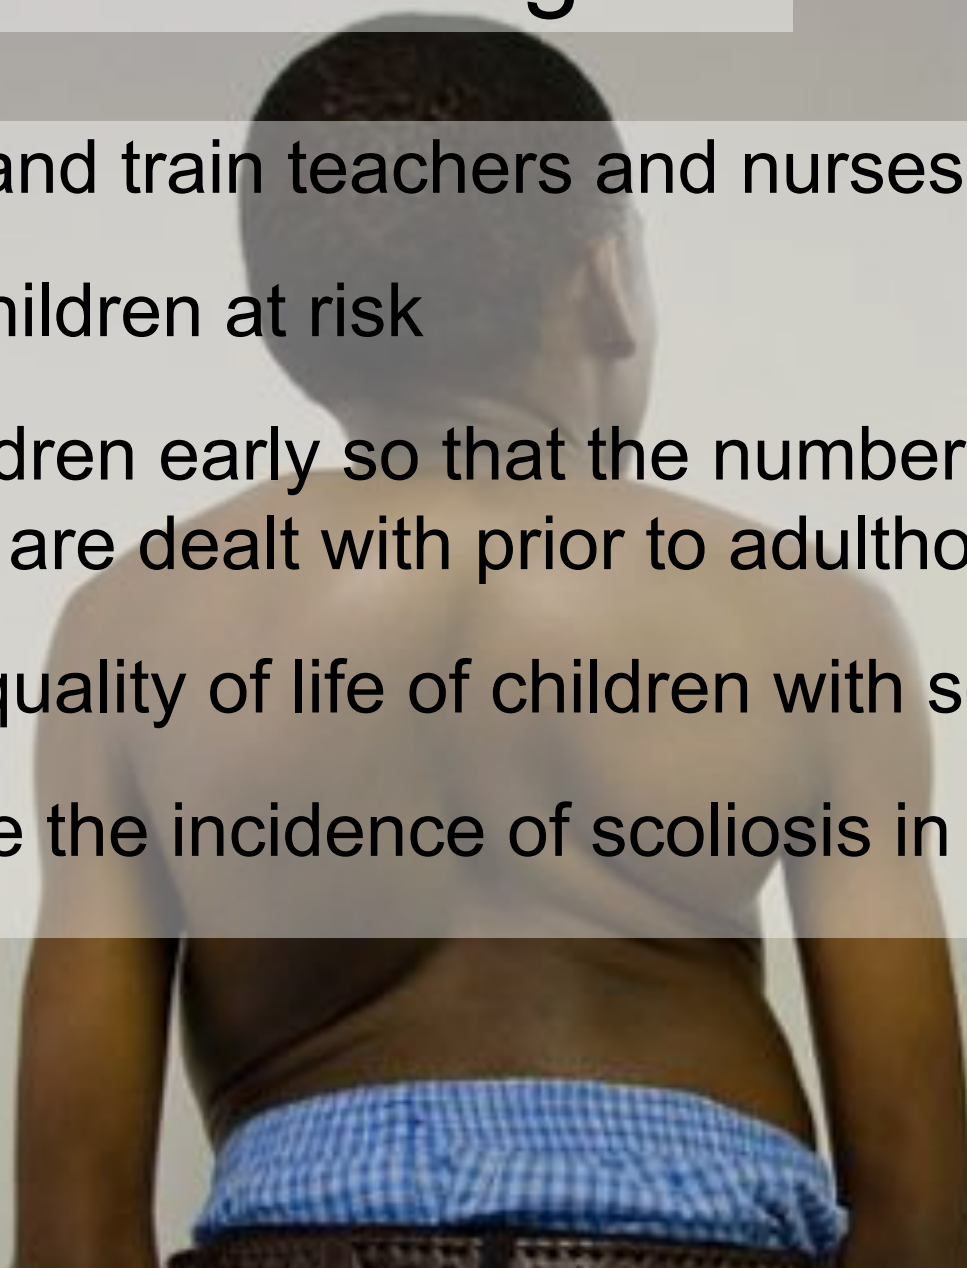 and train teachers and nurses
children at risk
dren early so that the number
are dealt with prior to adultho
quality of life of children with s
e the incidence of scoliosis in